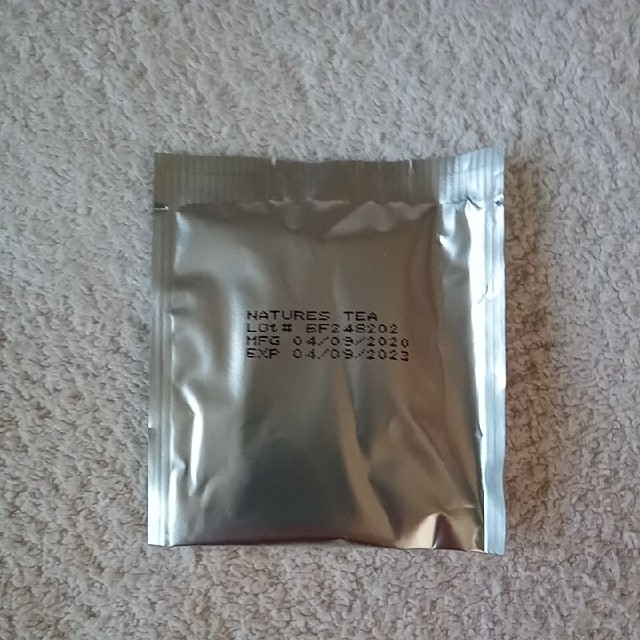 NATURES TEA
Lot# BF248202
MFG 04/09/2020
EXP 04/09/2023